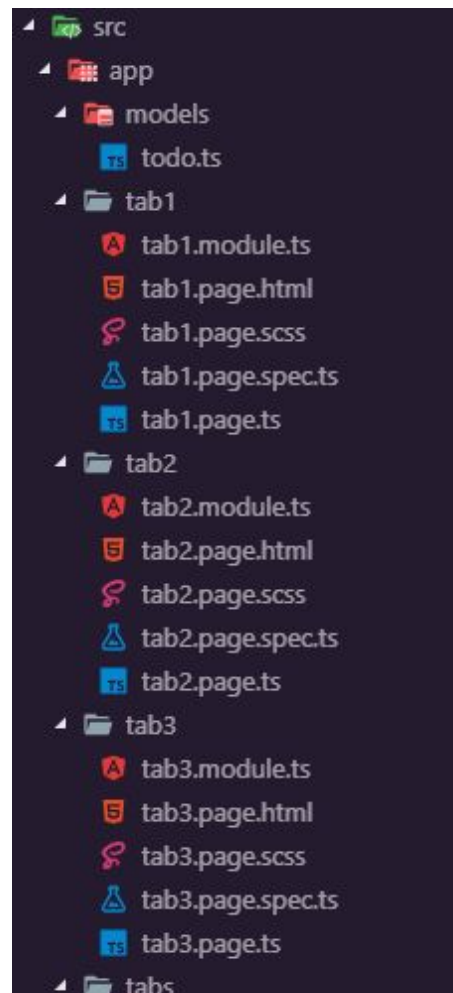 src
app
models
todo.ts
tab1
tab1.module.ts
tab1.page.html
tab1.page.scss
tab1.page.spec.ts
tab1.page.ts
tab2
tab2.module.ts
tab2.page.html
tab2.page.scss
tab2.page.spec.ts
tab2.page.ts
tab3
tab3.module.ts
tab3.page.html
tab3.page.scss
tab3.page.spec.ts
tab3.page.ts
tabs